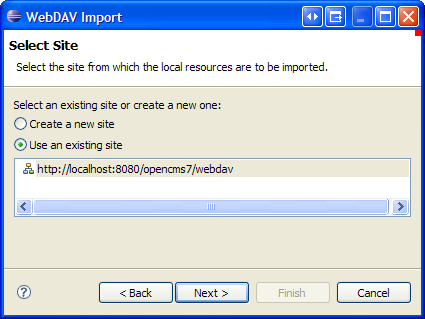 WebDAV Import
Select Site
Select the site from which the local resources are to be imported.
Select an existing site or create a new one:
Create a new site
Use an existing site
http://localhost:8080/opencms7/webdav
? < Back Next > Finish Cancel